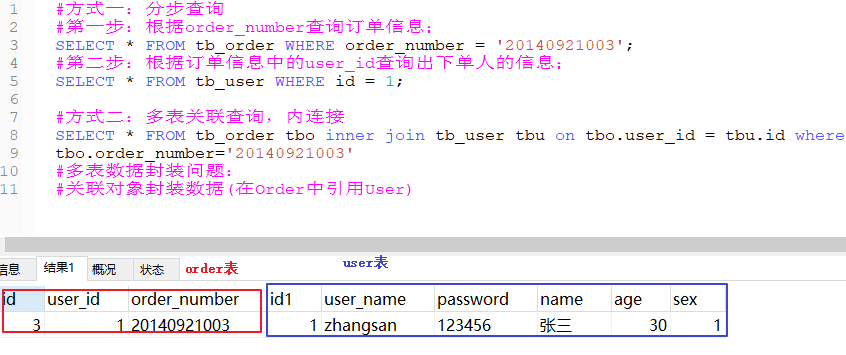 1 #方式一：分步查询
2 #第一步：根据order_number查询订单信息;
3 SELECT * FROM tb_order WHERE order_number = '20140921003';
4 #第二步：根据订单信息中的user_id查询出下单人的信息;
5 SELECT * FROM tb_user WHERE id = 1;
6
7 #方式二：多表关联查询，内连接
8 SELECT * FROM tb_order tbo inner join tb_user tbu on tbo.user_id = tbu.id where
9 tbo.order_number='20140921003'
10 #多表数据封装问题：
11 #关联对象封装数据(在Order中引用User)
信息 结果1 概况 状态 order表 user表
id user_id order_number id1 user_name password name age sex
3 1 20140921003 1 zhangsan 123456 张三 30 1